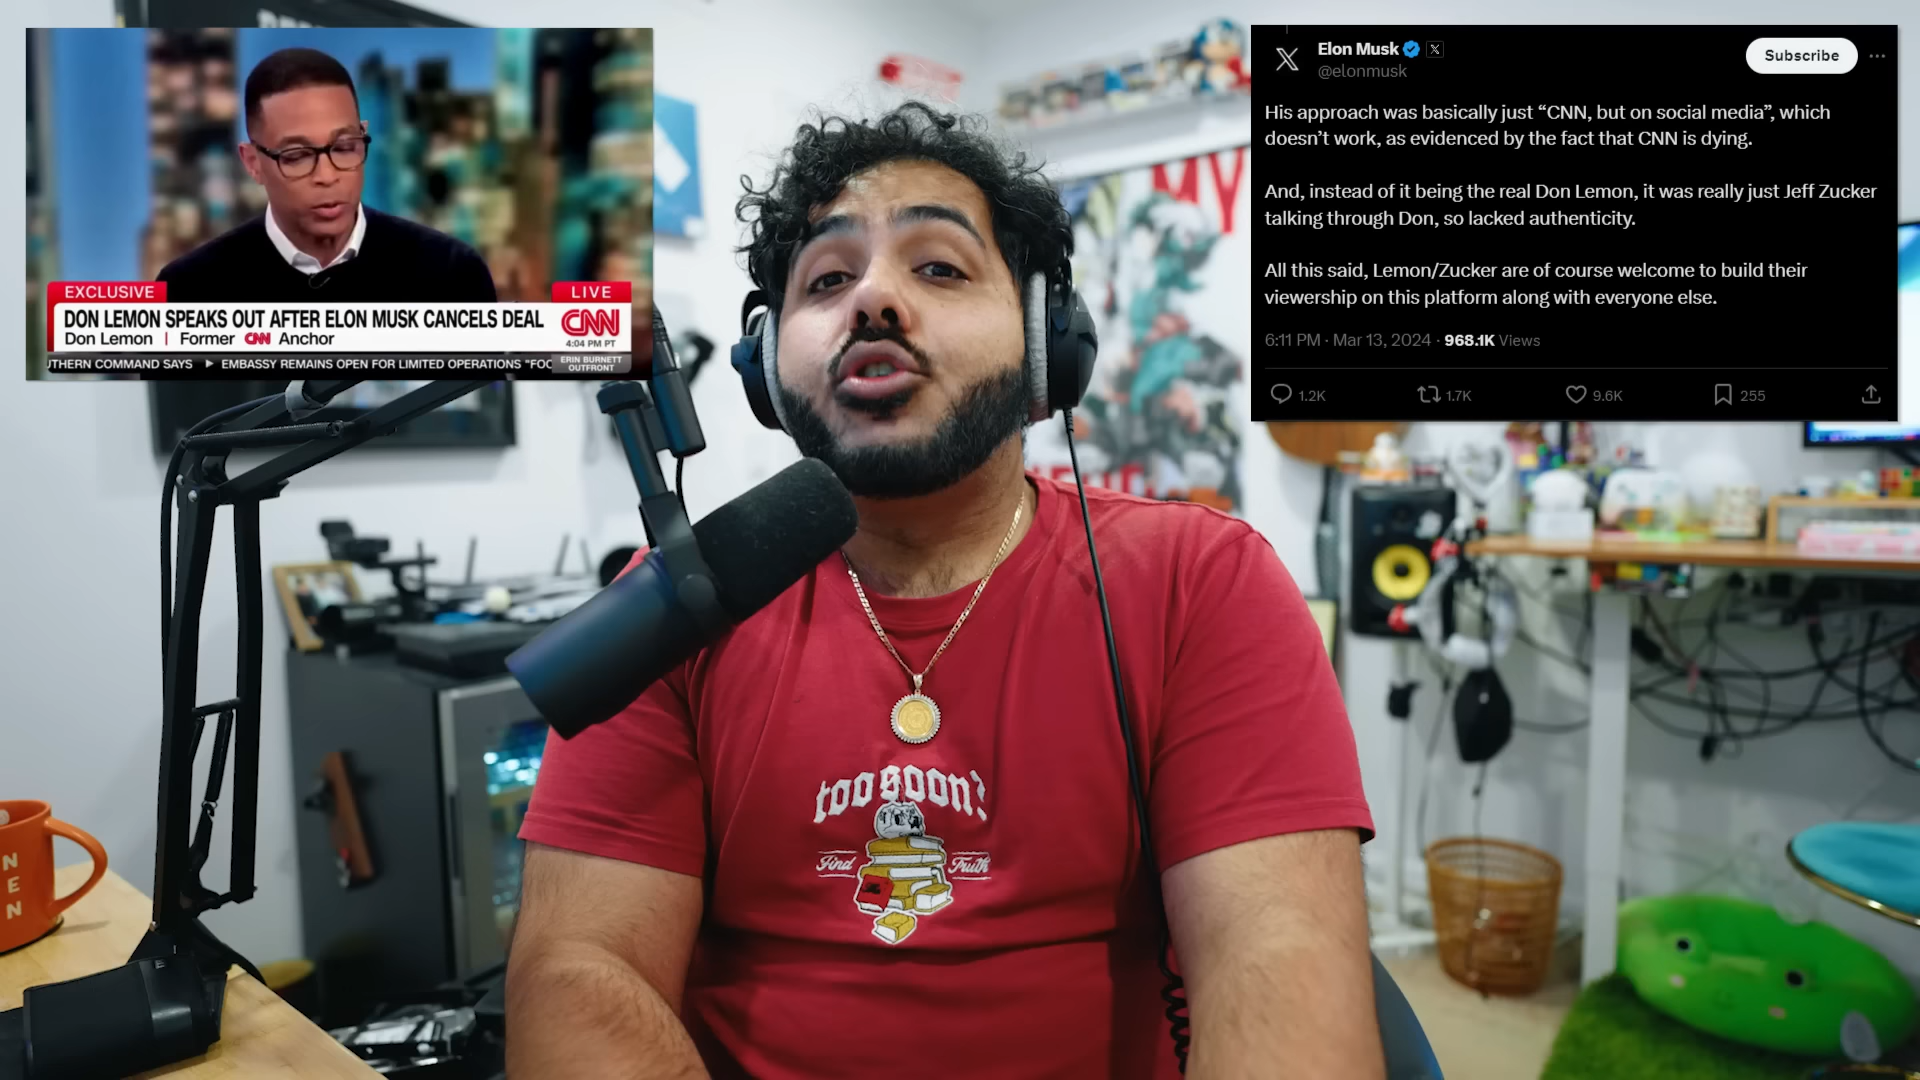 EXCLUSIVE
LIVE
DON LEMON SPEAKS OUT AFTER ELON MUSK CANCELS DEAL
CNN
Don Lemon | Former CNN Anchor
4:04 PM PT
UTHERN COMMAND SAYS ▶ EMBASSY REMAINS OPEN FOR LIMITED OPERATIONS "FOC
ERIN BURNETT
OUTFRONT
Elon Musk
@elonmusk
Subscribe
His approach was basically just “CNN, but on social media”, which
doesn’t work, as evidenced by the fact that CNN is dying.
And, instead of it being the real Don Lemon, it was really just Jeff Zucker
talking through Don, so lacked authenticity.
All this said, Lemon/Zucker are of course welcome to build their
viewership on this platform along with everyone else.
6:11 PM · Mar 13, 2024 · 968.1K Views
1.2K
1.7K
9.6K
255
MY
too soon?
Find Truth
N
E
N